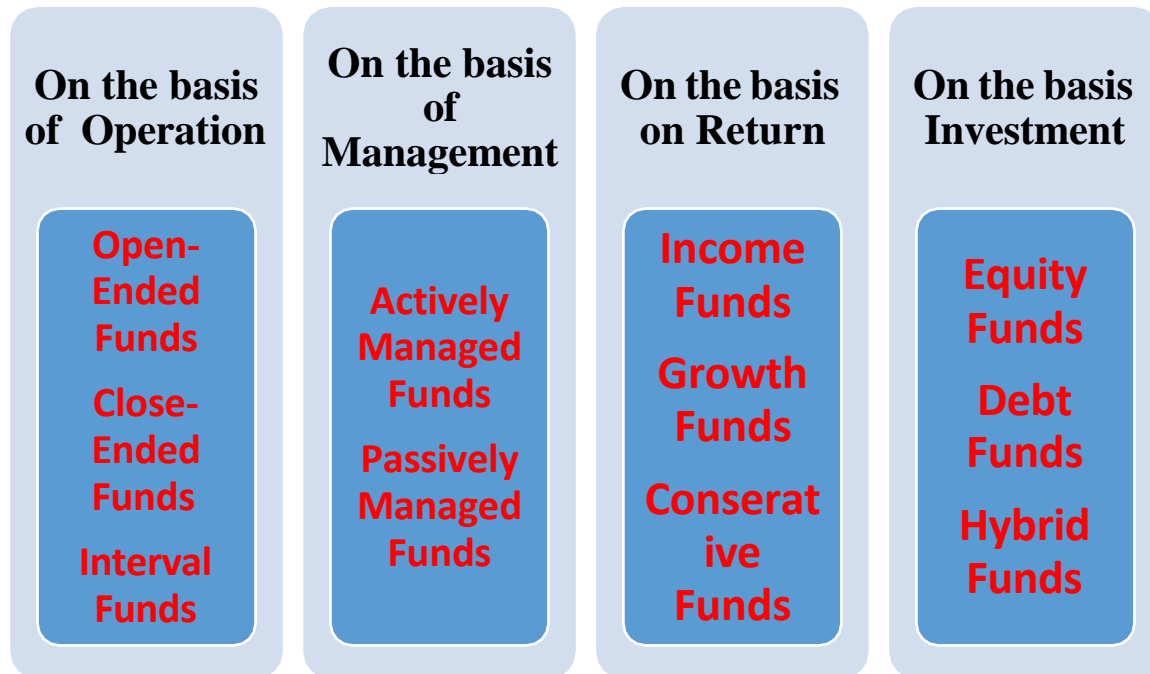 On the basis
of  Operation
Open-
Ended
Funds
Close-
Ended
Funds
Interval
Funds
On the basis
of
Management
Actively
Managed
Funds
Passively
Managed
Funds
On the basis
on Return
Income
Funds
Growth
Funds
Conserat
ive
Funds
On the basis
Investment
Equity
Funds
Debt
Funds
Hybrid
Funds